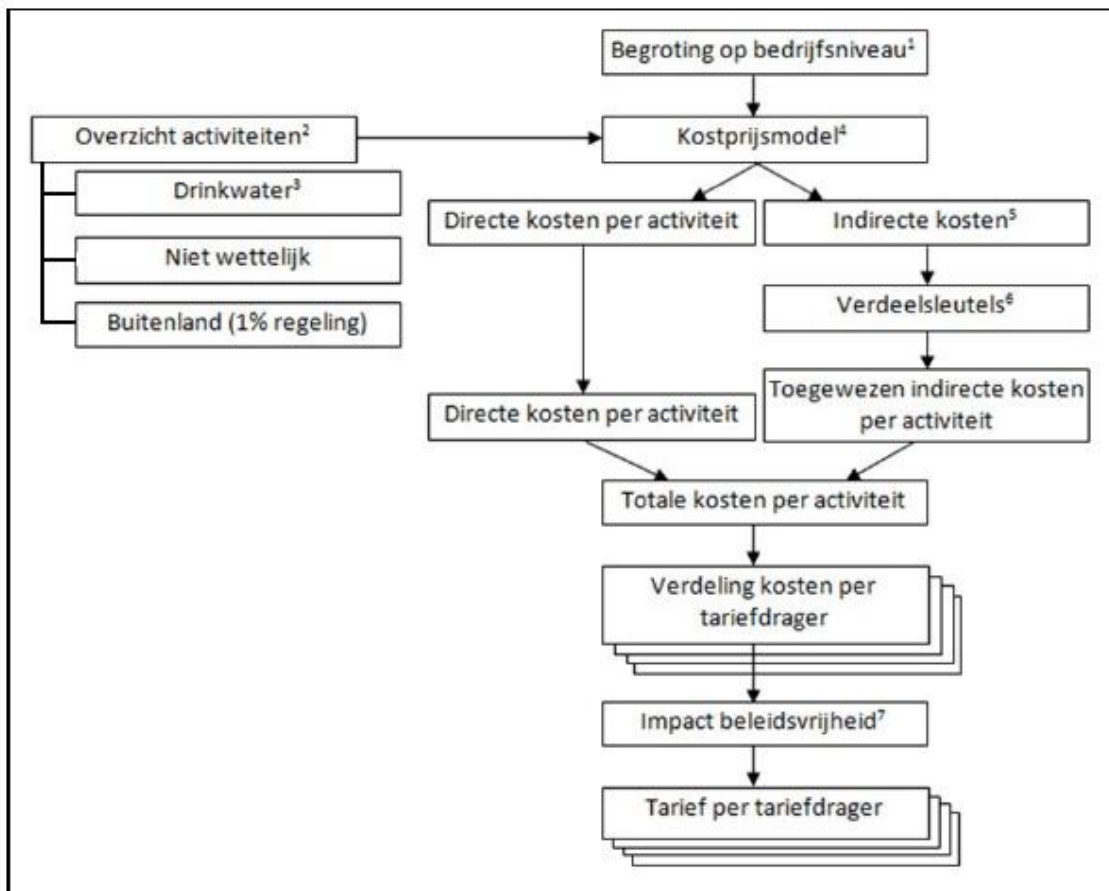 Begroting op bedrijfsniveau¹
Overzicht activiteiten²
Kostprijsmodel⁴
Drinkwater³
Niet wettelijk
Buitenland (1% regeling)
Directe kosten per activiteit
Indirecte kosten⁵
Verdeelsleutels⁶
Directe kosten per activiteit
Toegewezen indirecte kosten
per activiteit
Totale kosten per activiteit
Verdeling kosten per
tariefdrager
Impact beleidsvrijheid⁷
Tarief per tariefdrager